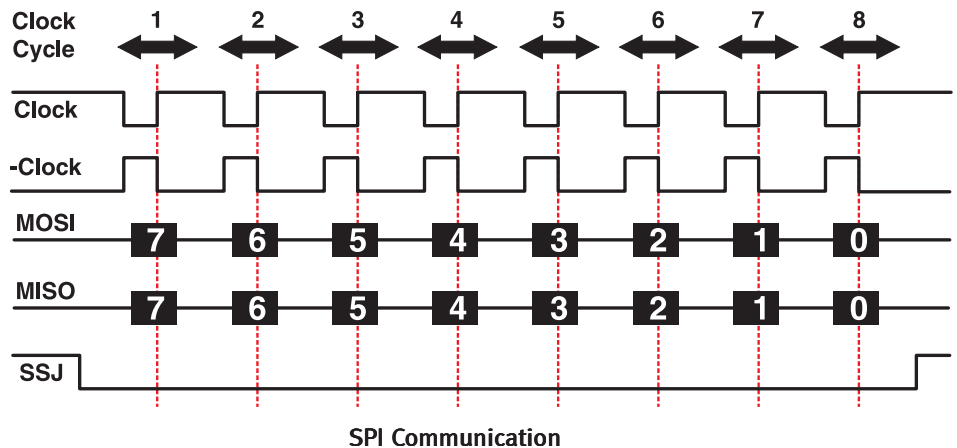 Clock Cycle 1 2 3 4 5 6 7 8
Clock
-Clock
MOSI 7 6 5 4 3 2 1 0
MISO 7 6 5 4 3 2 1 0
SSJ
SPI Communication